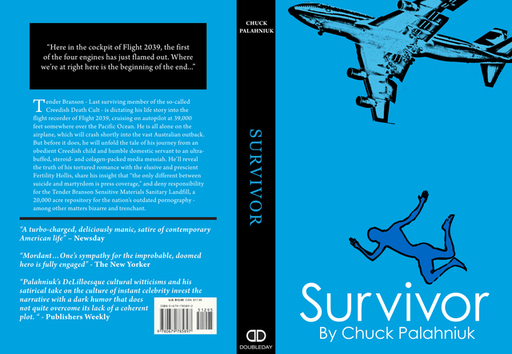 "Here in the cockpit of Flight 2039, the first
of the four engines has just flamed out. Where
we're at right here is the beginning of the end..."
Tender Branson - Last surviving member of the so-called
Creedish Death Cult - is dictating his life story into the
flight recorder of Flight 2039, cruising on autopilot at 39,000
feet somewhere over the Pacific Ocean. He is all alone on the
airplane, which will crash shortly into the vast Australian outback.
But before it does, he will unfold the tale of his journey from an
obedient Creedish child and humble domestic servant to an ultra-
buffed, steroid- and colagen-packed media messiah. He'll reveal
the truth of his tortured romance with the elusive and prescient
Fertility Hollis, share his insight that "the only different between
suicide and martyrdom is press coverage," and deny responsibility
for the Tender Branson Sensitive Materials Sanitary Landfill, a
20,000 acre repository for the nation's outdated pornography -
among other matters bizarre and trenchant.
"A turbo-charged, deliciously manic, satire of contemporary
American life" – Newsday
"Mordant...One's sympathy for the improbable, doomed
hero is fully engaged" - The New Yorker
"Palahniuk's DeLilloesque cultural witticisms and his
satirical take on the culture of instant celebrity invest the
narrative with a dark humor that does
not quite overcome its lack of a coherent
plot. " - Publishers Weekly
CHUCK
PALAHNIUK
SURVIVOR
DOUBLEDAY
Survivor
By Chuck Palahniuk